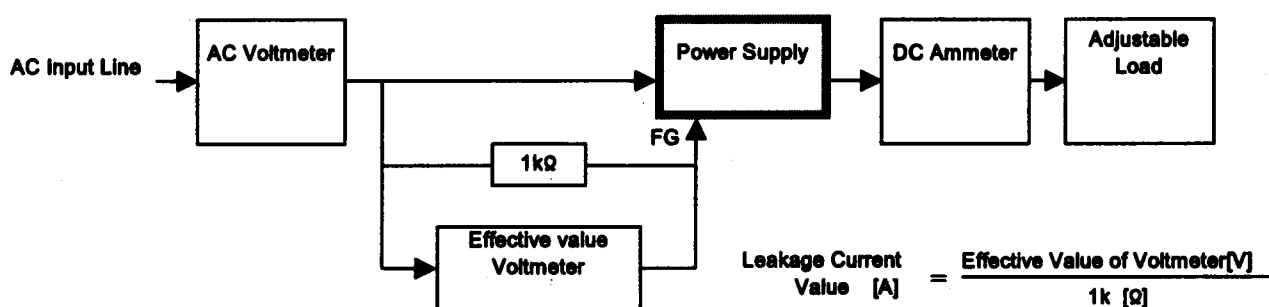 AC Input Line
AC Voltmeter
Power Supply
DC Ammeter
Adjustable
Load
FG
1kΩ
Effective value
Voltmeter
Leakage Current
Value [A]
=
Effective Value of Voltmeter[V]
1k [Ω]